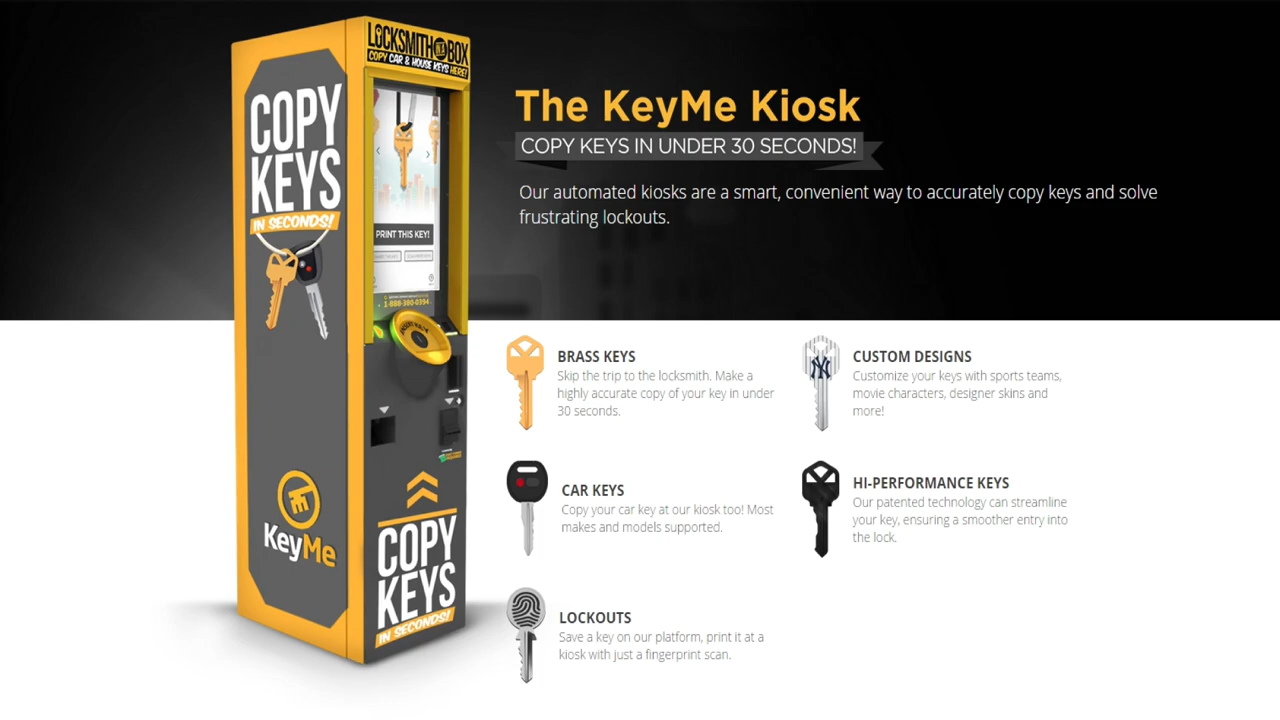 LOCKSMITH IN A BOX
COPY CAR & HOUSE KEYS HERE!
COPY
KEYS
IN SECONDS!
PRINT THIS KEY!
1-888-380-0394
KeyMe
COPY
KEYS
IN SECONDS!
The KeyMe Kiosk
COPY KEYS IN UNDER 30 SECONDS!
Our automated kiosks are a smart, convenient way to accurately copy keys and solve
frustrating lockouts.
BRASS KEYS
Skip the trip to the locksmith. Make a
highly accurate copy of your key in under
30 seconds.
CUSTOM DESIGNS
Customize your keys with sports teams,
movie characters, designer skins and
more!
NY
CAR KEYS
Copy your car key at our kiosk too! Most
makes and models supported.
HI-PERFORMANCE KEYS
Our patented technology can streamline
your key, ensuring a smoother entry into
the lock.
LOCKOUTS
Save a key on our platform, print it at a
kiosk with just a fingerprint scan.